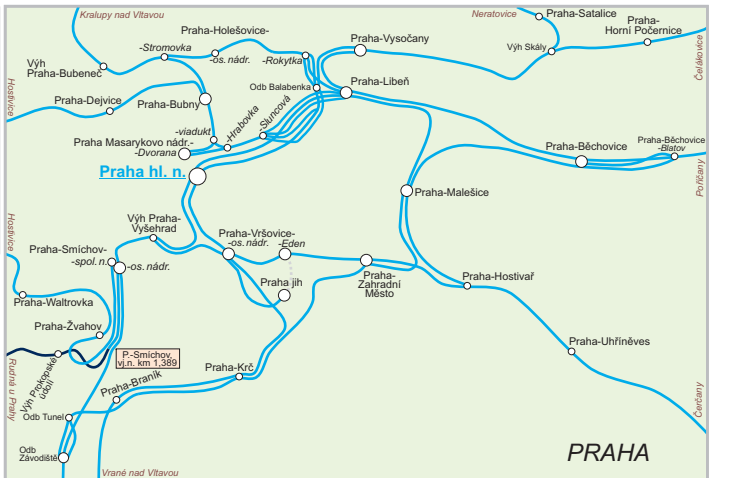 Kralupy nad Vltavou
Neratovice
Praha-Satalice
Praha-
Horní Počernice
Praha-Holešovice-
-Stromovka
-os. nádr.
-Rokytka
Praha-Vysočany
Výh Skály
Čelákovice
Výh
Praha-Bubeneč
Hostivice
Praha-Dejvice
Praha-Bubny
Odb Balabenka
Praha-Libeň
-viadukt
-Hrabovka
-Sluncová
Praha Masarykovo nádr.-
-Dvorana
Praha-Běchovice
Praha-Běchovice
-Blatov
Poříčany
Praha hl. n.
Praha-Malešice
Hostivice
Výh Praha-
Vyšehrad
Praha-Vršovice-
-os. nádr.
-Eden
Praha-Smíchov-
-spol. n.
-os. nádr.
Praha jih
Praha-
Zahradní
Město
Praha-Hostivař
Praha-Waltrovka
Praha-Žvahov
Praha-Uhříněves
P.-Smíchov,
vj.n. km 1,389
Rudná u Prahy
Výh Prokopské
údolí
Praha-Krč
Praha-Braník
Čerčany
Odb Tunel
Odb
Závodiště
Vrané nad Vltavou
PRAHA